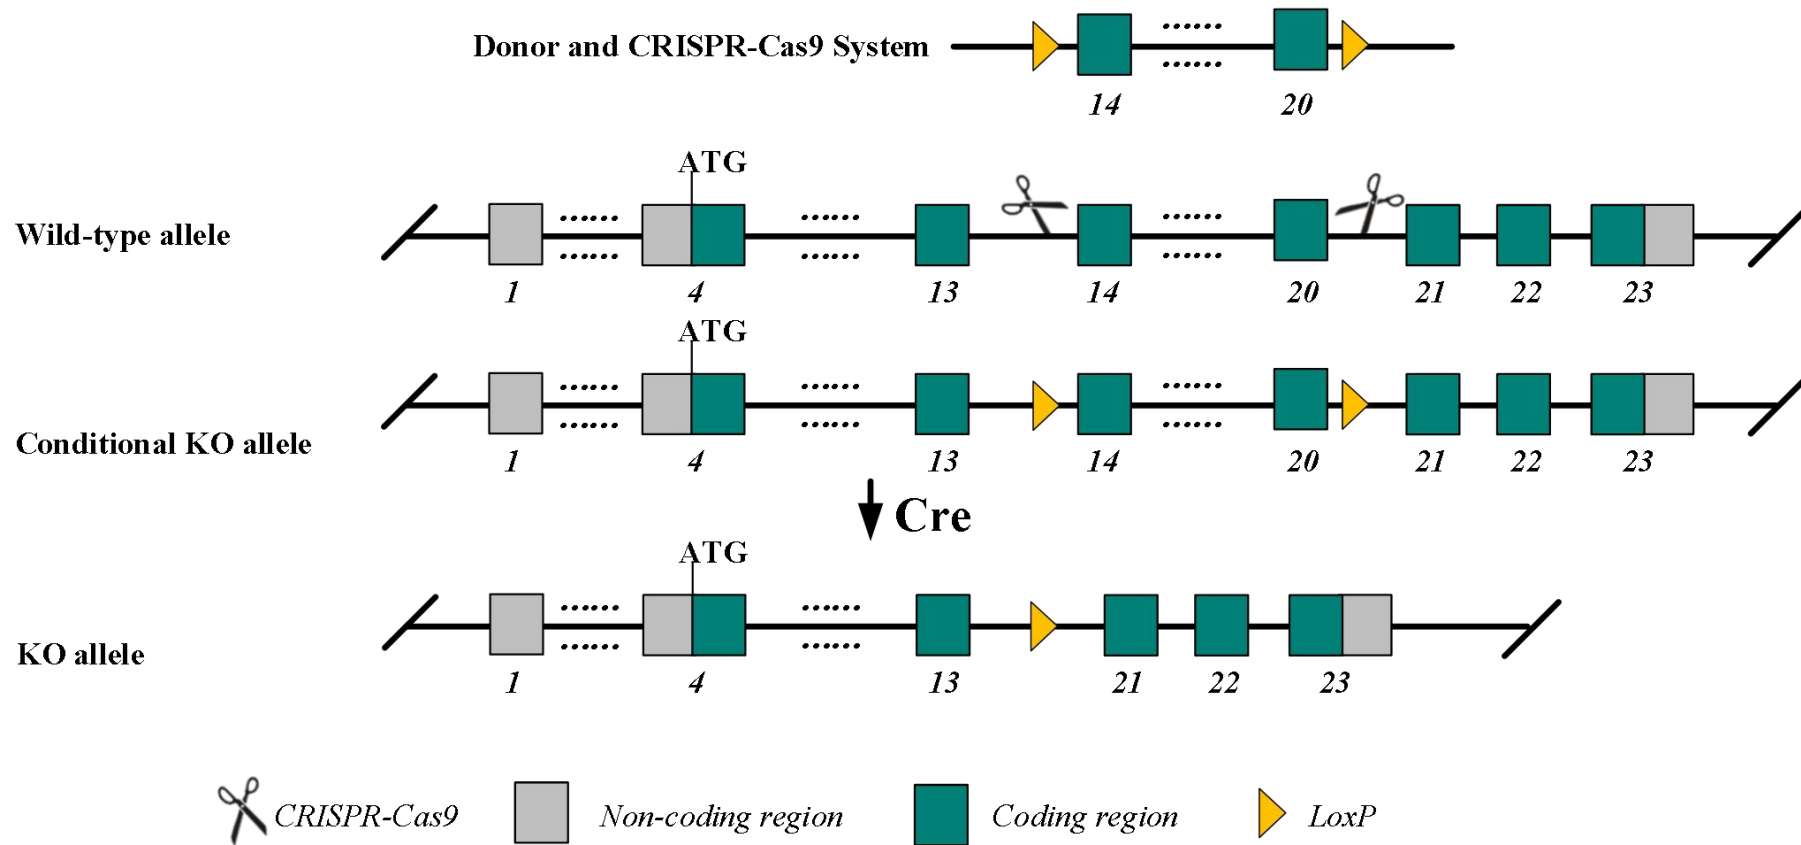 Donor and CRISPR-Cas9 System
...... ......
14 20
ATG
Wild-type allele
...... ...... ......
1 4 13 14 20 21 22 23
ATG
Conditional KO allele
...... ...... ......
1 4 13 14 20 21 22 23
Cre
ATG
KO allele
...... ......
1 4 13 21 22 23
CRISPR-Cas9 Non-coding region Coding region LoxP